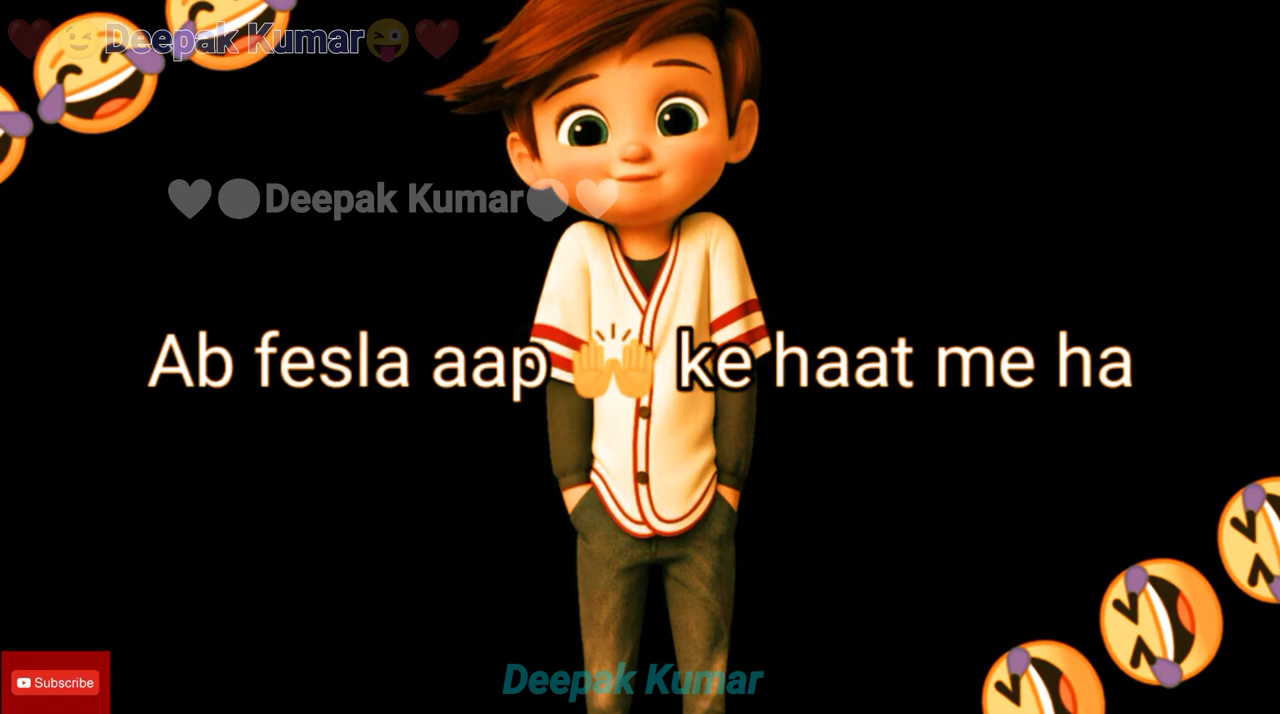 ❤️😉Deepak Kumar😜❤️
🤍⚪Deepak Kumar⚪🤍
Ab fesla aap 🙌 ke haat me ha
Deepak Kumar
Subscribe